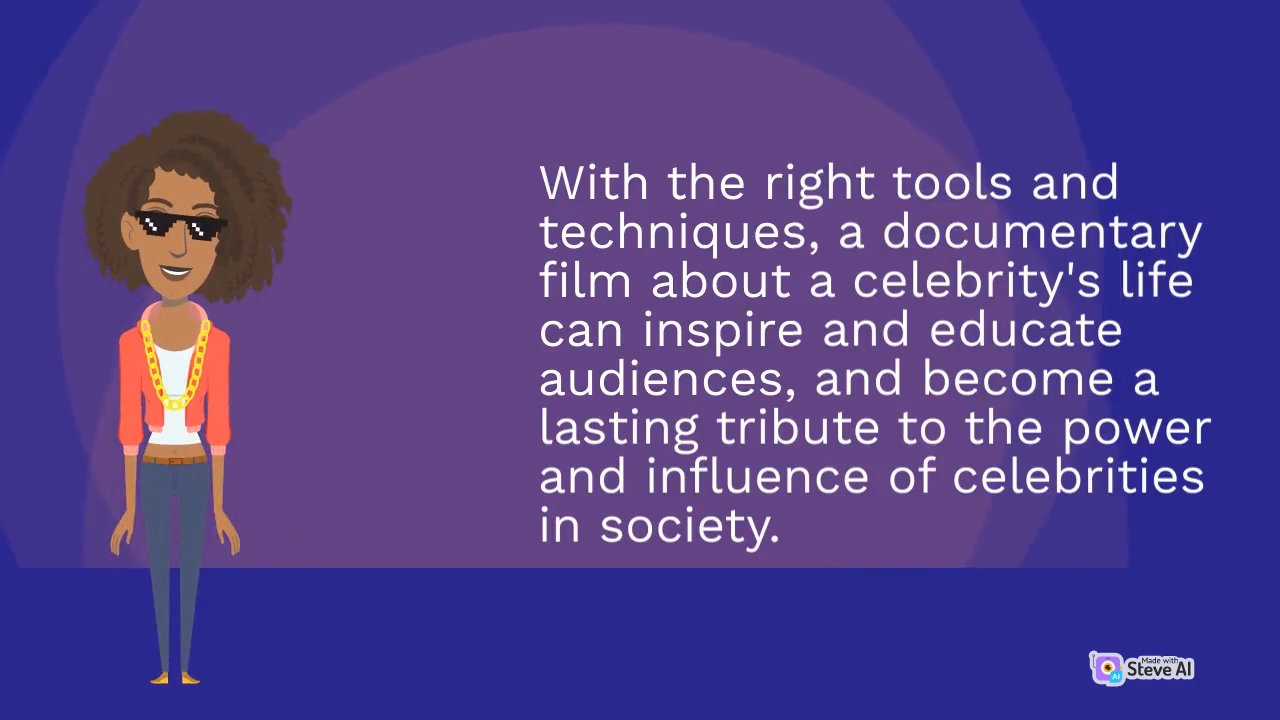 With the right tools and
techniques, a documentary
film about a celebrity's life
can inspire and educate
audiences, and become a
lasting tribute to the power
and influence of celebrities
in society.
Made with
Steve AI
AI